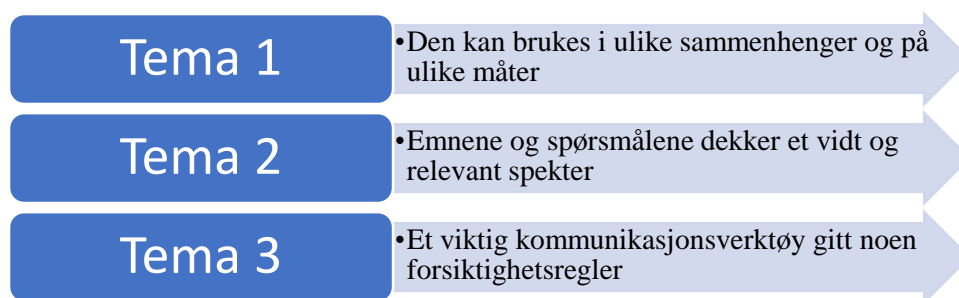 Tema 1
•Den kan brukes i ulike sammenhenger og på
ulike måter
Tema 2
•Emnene og spørsmålene dekker et vidt og
relevant spekter
Tema 3
•Et viktig kommunikasjonsverktøy gitt noen
forsiktighetsregler